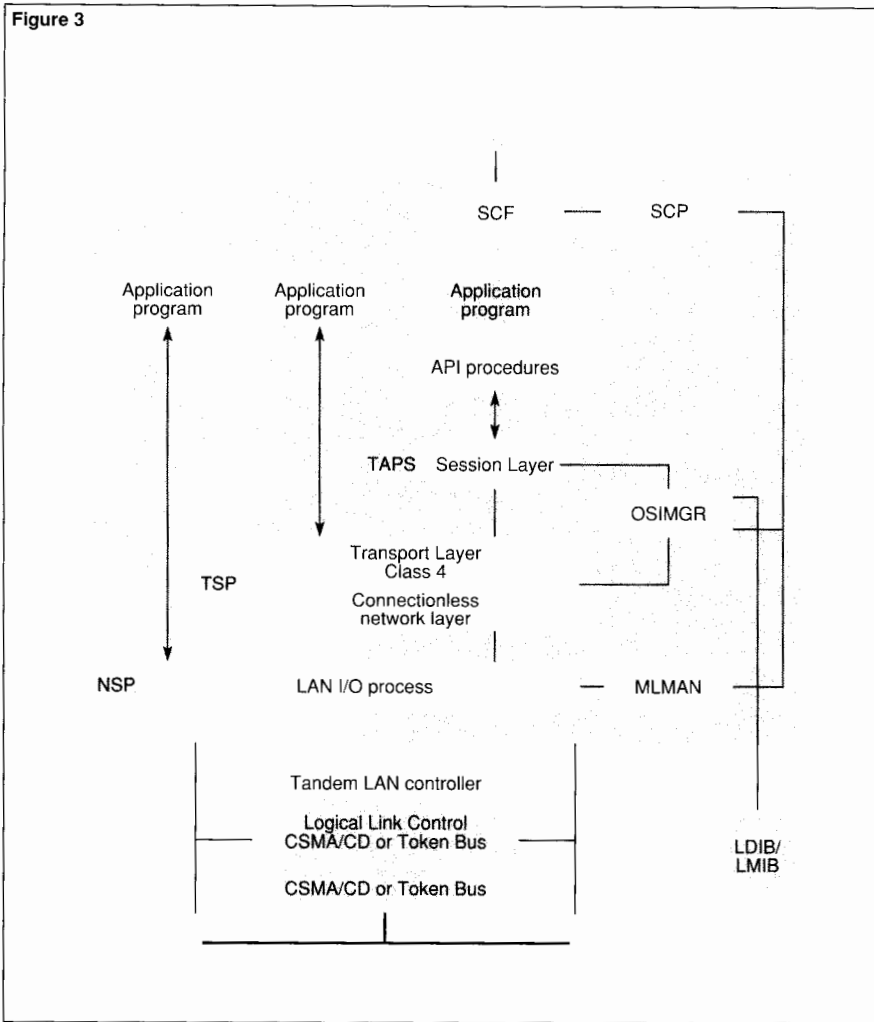 Figure 3
SCF
SCP
Application
program
Application
program
Application
program
API procedures
TAPS
Session Layer
OSIMGR
Transport Layer
Class 4
TSP
Connectionless
network layer
NSP
LAN I/O process
MLMAN
Tandem LAN controller
Logical Link Control
CSMA/CD or Token Bus
LDIB/
LMIB
CSMA/CD or Token Bus